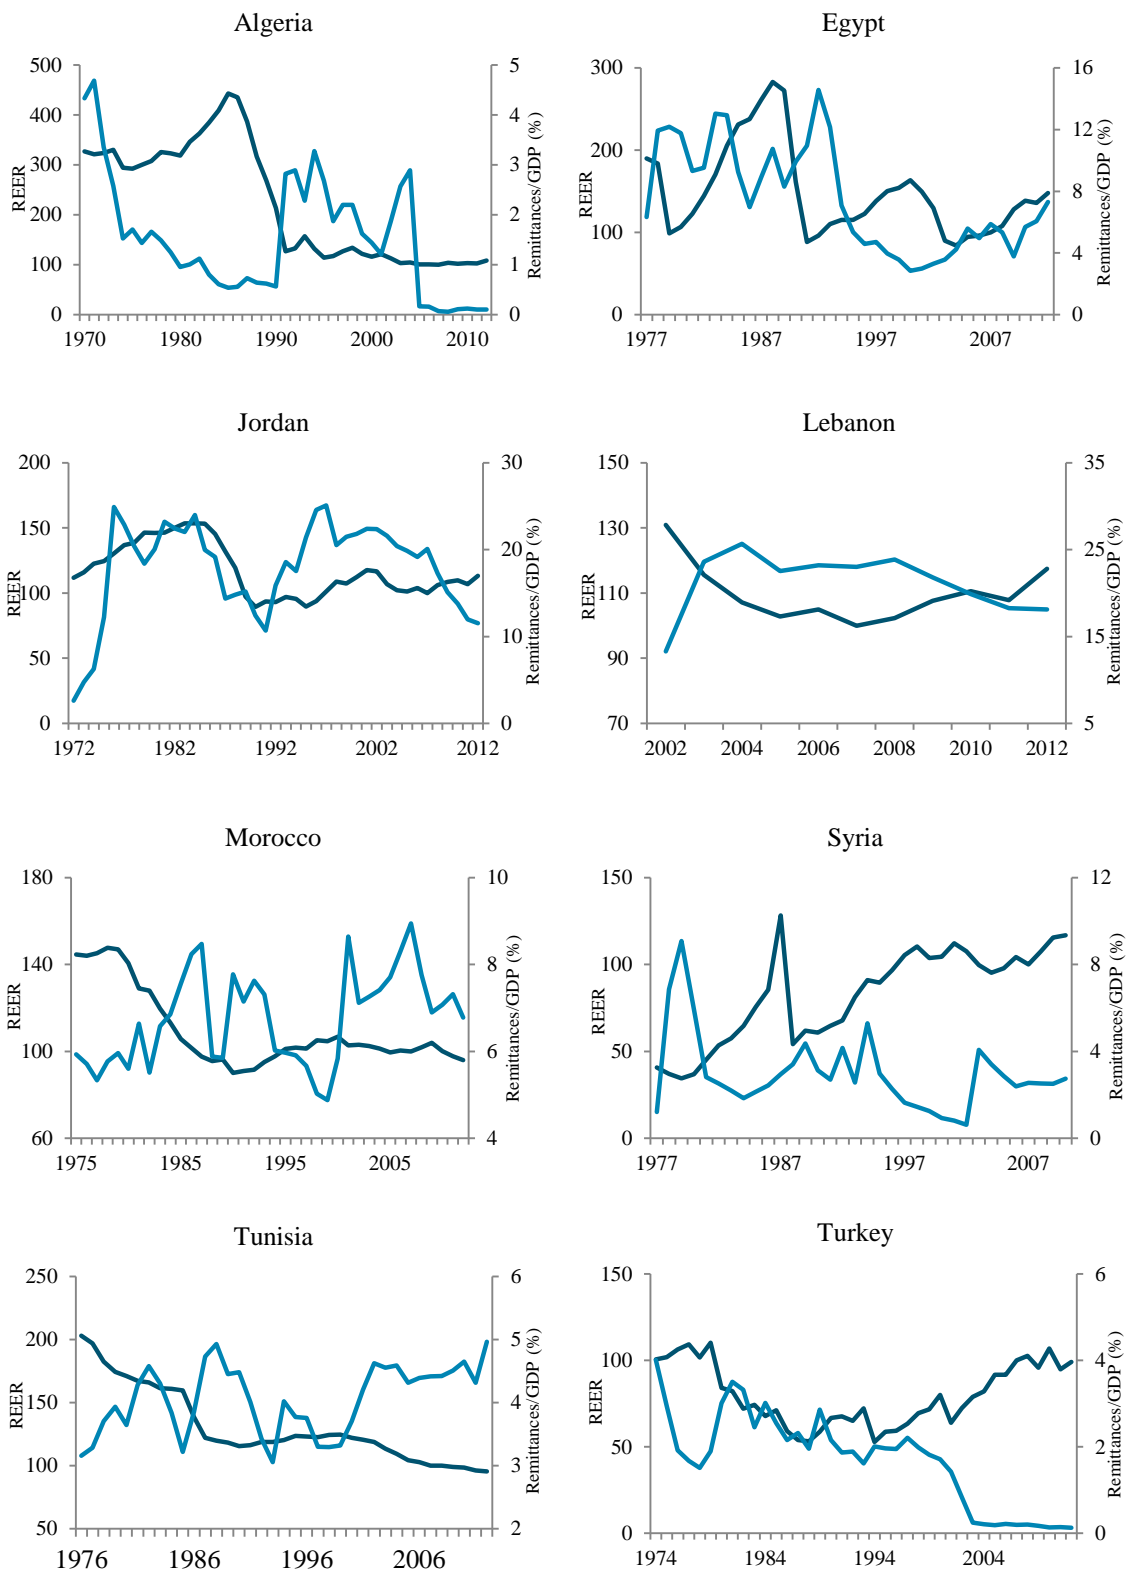 Algeria
500
400
300
200
100
0
REER
5
4
3
2
1
0
Remittances/GDP (%)
1970 1980 1990 2000 2010
Egypt
300
200
100
0
REER
16
12
8
4
0
Remittances/GDP (%)
1977 1987 1997 2007
Jordan
200
150
100
50
0
REER
30
20
10
0
Remittances/GDP (%)
1972 1982 1992 2002 2012
Lebanon
150
130
110
90
70
REER
35
25
15
5
Remittances/GDP (%)
2002 2004 2006 2008 2010 2012
Morocco
180
140
100
60
REER
10
8
6
4
Remittances/GDP (%)
1975 1985 1995 2005
Syria
150
100
50
0
REER
12
8
4
0
Remittances/GDP (%)
1977 1987 1997 2007
Tunisia
250
200
150
100
50
REER
6
5
4
3
2
Remittances/GDP (%)
1976 1986 1996 2006
Turkey
150
100
50
0
REER
6
4
2
0
Remittances/GDP (%)
1974 1984 1994 2004